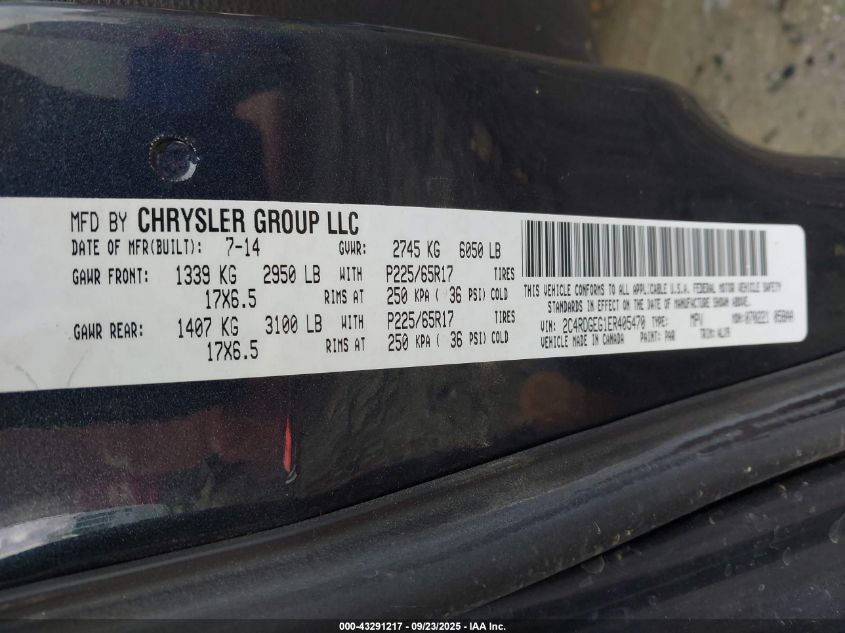 MFD BY CHRYSLER GROUP LLC
DATE OF MFR(BUILT): 7-14 GVWR: 2745 KG 6050 LB
GAWR FRONT: 1339 KG 2950 LB WITH P225/65R17 TIRES
17X6.5 RIMS AT 250 KPA ( 36 PSI) COLD
GAWR REAR: 1407 KG 3100 LB WITH P225/65R17 TIRES
17X6.5 RIMS AT 250 KPA ( 36 PSI) COLD
THIS VEHICLE CONFORMS TO ALL APPLICABLE U.S.A. FEDERAL MOTOR VEHICLE SAFETY
STANDARDS IN EFFECT ON THE DATE OF MANUFACTURE SHOWN ABOVE.
VIN: 2C4RDGEG1ER405470 TYPE: MPV MDH:
VEHICLE MADE IN CANADA PAINT: PAR TRIM:
000-43291217 - 09/23/2025 - IAA Inc.